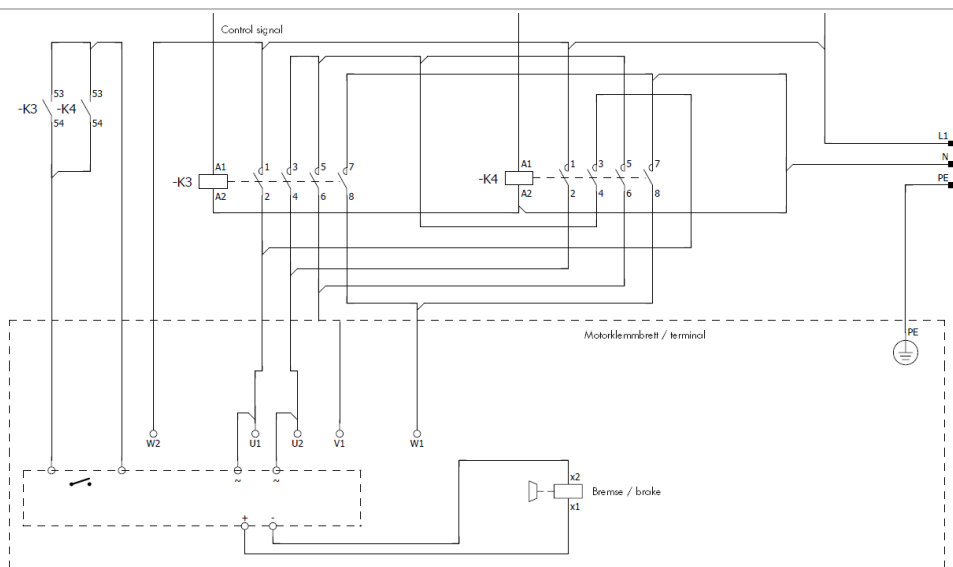 Control signal
53 53
-K3 -K4
54 54
L1
N
PE
A1 1 3 5 7
-K3
A2 2 4 6 8
A1 1 3 5 7
-K4
A2 2 4 6 8
Motorklemmbrett / terminal
PE
W2 U1 U2 V1 W1
~ ~
+ -
x2
Bremse / brake
x1